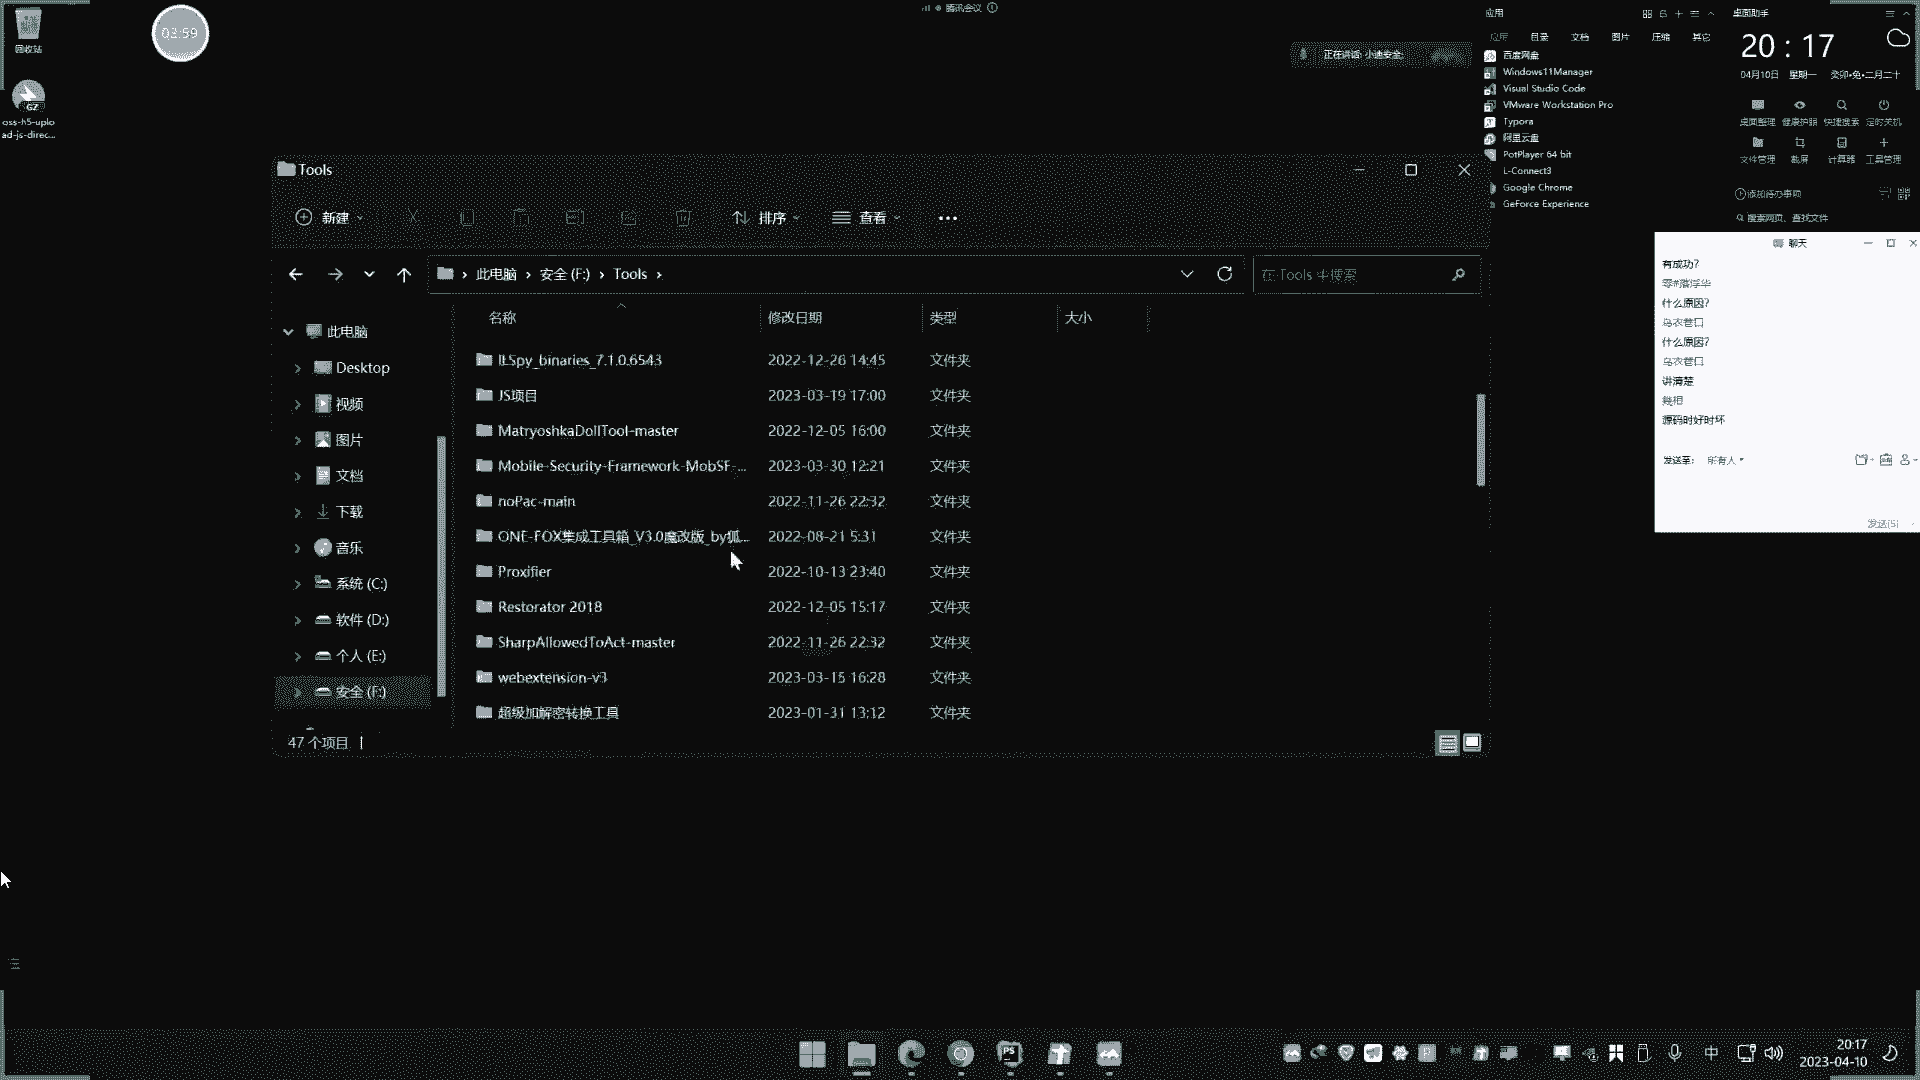 回收站
02:59
oss-h5-uplo
ad-js-direc...
腾讯会议
正在讲话: 小迪安全;
应用
应用 目录 文档 图片 压缩 其它
百度网盘
Windows11Manager
Visual Studio Code
VMware Workstation Pro
Typora
阿里云盘
PotPlayer 64 bit
L-Connect3
Google Chrome
GeForce Experience
桌面助手
20 : 17
04月10日 星期一 癸卯•兔•二月二十
桌面整理 健康护眼 快捷搜索 定时关机
文件管理 截屏 计算器 工具管理
添加待办事项
搜索网页、查找文件
Tools
新建
排序
查看
此电脑 安全 (F:) Tools
在 Tools 中搜索
名称 修改日期 类型 大小
此电脑
Desktop
视频
图片
文档
下载
音乐
系统 (C:)
软件 (D:)
个人 (E:)
安全 (F:)
ILSpy_binaries_7.1.0.6543 2022-12-26 14:45 文件夹
JS项目 2023-03-19 17:00 文件夹
MatryoshkaDollTool-master 2022-12-05 16:00 文件夹
Mobile-Security-Framework-MobSF-... 2023-03-30 12:21 文件夹
noPac-main 2022-11-26 22:32 文件夹
ONE-FOX集成工具箱_V3.0魔改版_by狐... 2022-08-21 5:31 文件夹
Proxifier 2022-10-13 23:40 文件夹
Restorator 2018 2022-12-05 15:17 文件夹
SharpAllowedToAct-master 2022-11-26 22:32 文件夹
webextension-v3 2023-03-15 16:28 文件夹
超级加解密转换工具 2023-01-31 13:12 文件夹
47 个项目
聊天
有成功?
零#落浮华
什么原因?
乌衣巷口
什么原因?
乌衣巷口
讲清楚
源码时好时坏
发送至: 所有人
发送(S)
中
20:17
2023-04-10